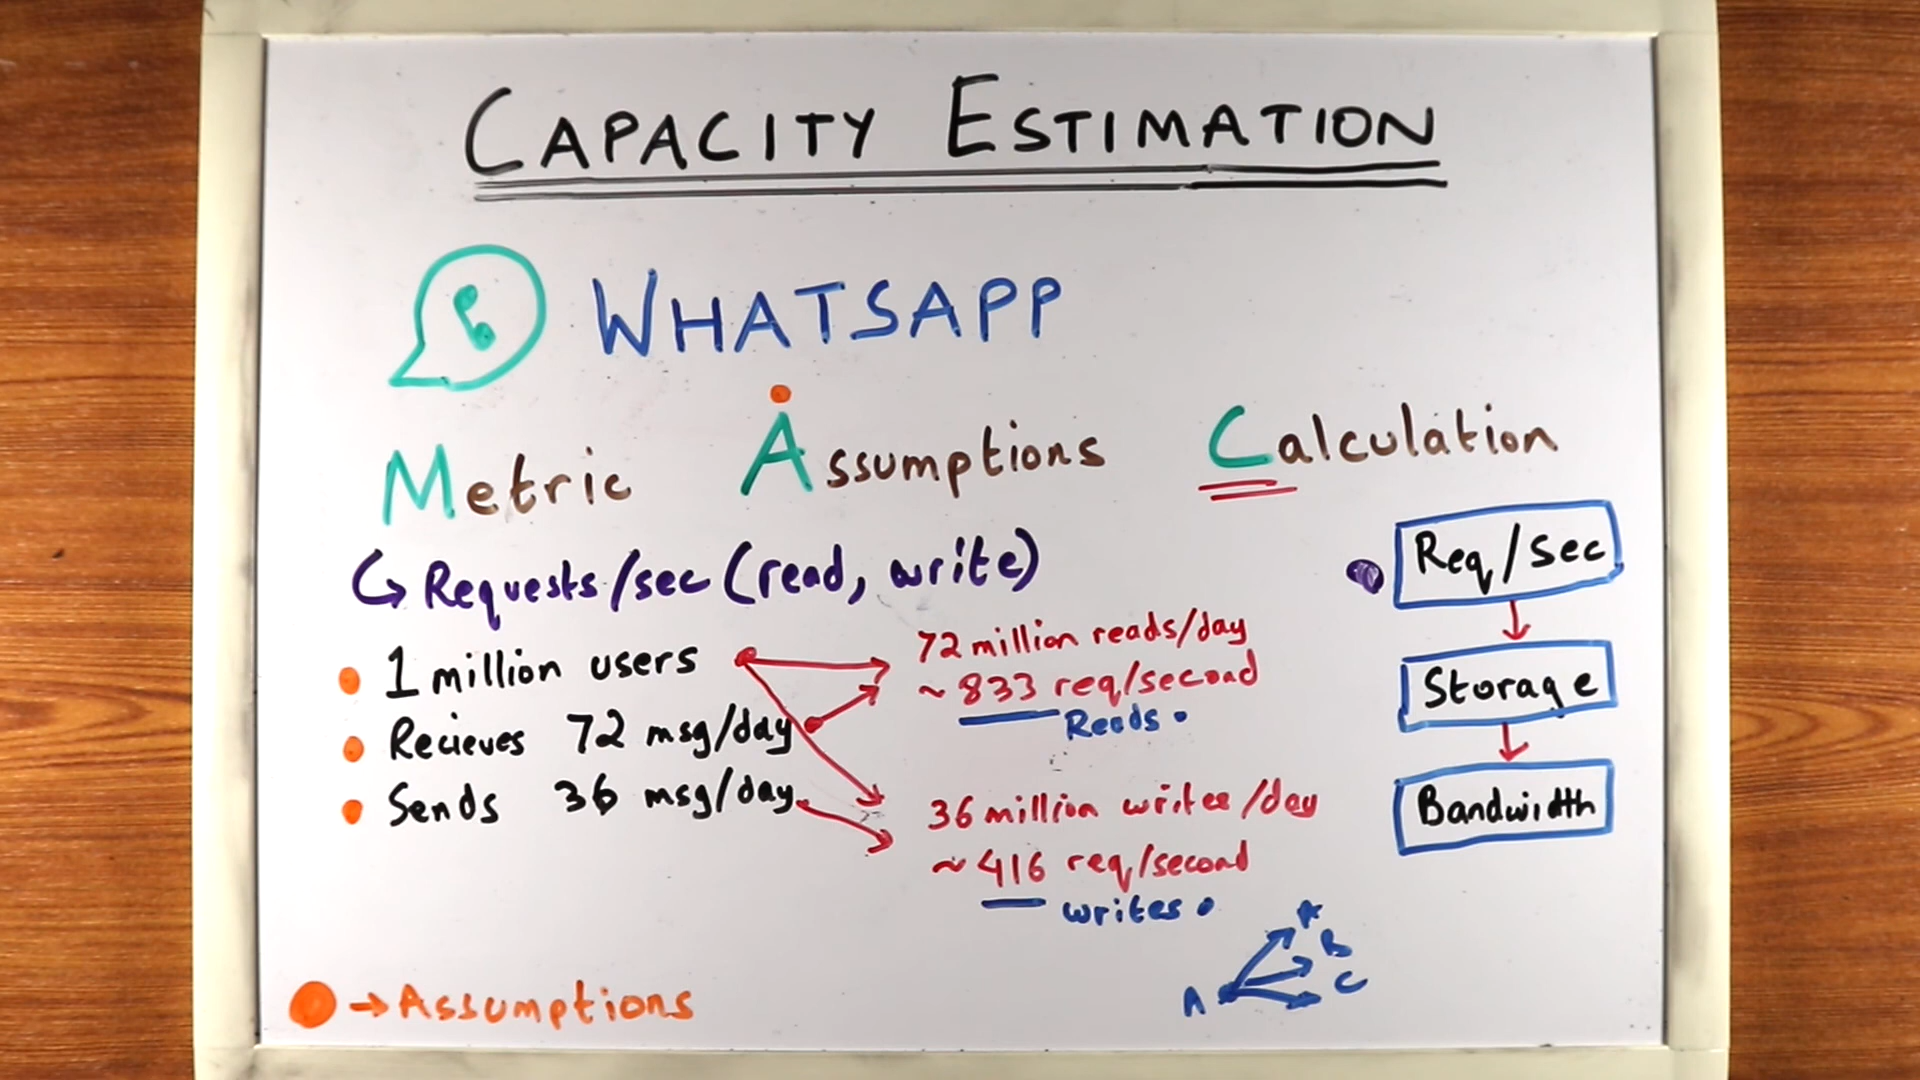 CAPACITY ESTIMATION
WHATSAPP
Metric Assumptions Calculation
Requests/sec (read, write)
1 million users
Recieves 72 msg/day
Sends 36 msg/day
72 million reads/day
~ 833 req/second
Reads
36 million writes/day
~ 416 req/second
writes
Req/sec
Storage
Bandwidth
A
A
B
C
→ Assumptions